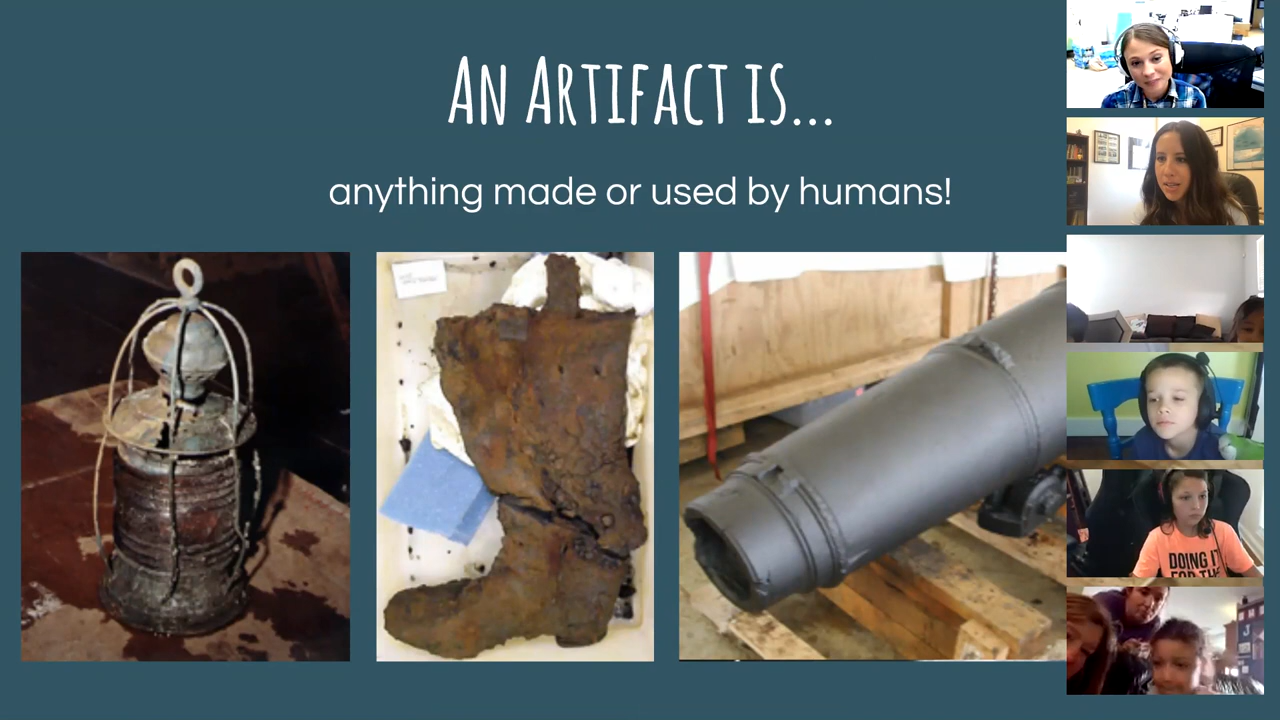 An Artifact is...
anything made or used by humans!
DOING IT
FOR THE